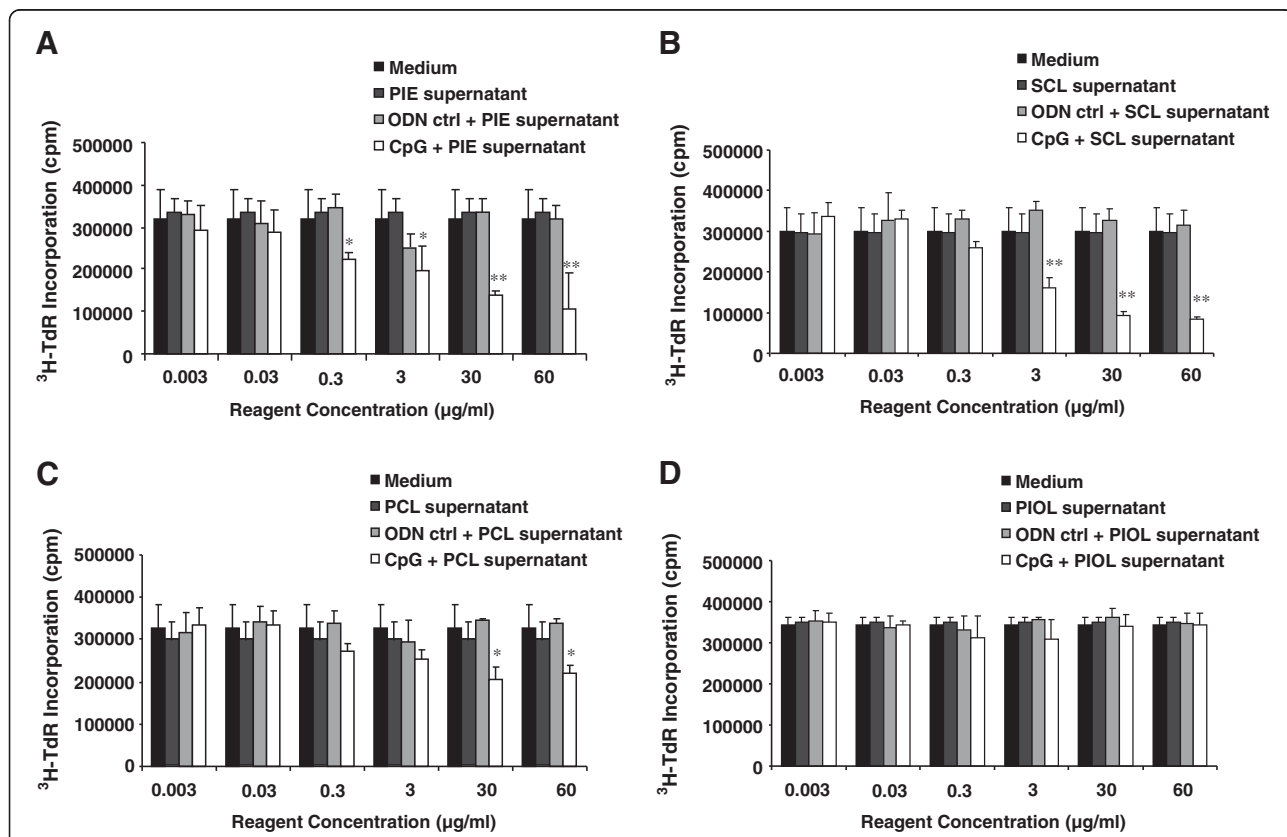 A
Medium
PIE supernatant
ODN ctrl + PIE supernatant
CpG + PIE supernatant
³H-TdR Incorporation (cpm)
500000
400000
300000
200000
100000
0
* * ** **
0.003 0.03 0.3 3 30 60
Reagent Concentration (µg/ml)
B
Medium
SCL supernatant
ODN ctrl + SCL supernatant
CpG + SCL supernatant
³H-TdR Incorporation (cpm)
500000
400000
300000
200000
100000
0
** ** **
0.003 0.03 0.3 3 30 60
Reagent Concentration (µg/ml)
C
Medium
PCL supernatant
ODN ctrl + PCL supernatant
CpG + PCL supernatant
³H-TdR Incorporation (cpm)
500000
400000
300000
200000
100000
0
* *
0.003 0.03 0.3 3 30 60
Reagent Concentration (µg/ml)
D
Medium
PIOL supernatant
ODN ctrl + PIOL supernatant
CpG + PIOL supernatant
³H-TdR Incorporation (cpm)
500000
400000
300000
200000
100000
0
0.003 0.03 0.3 3 30 60
Reagent Concentration (µg/ml)